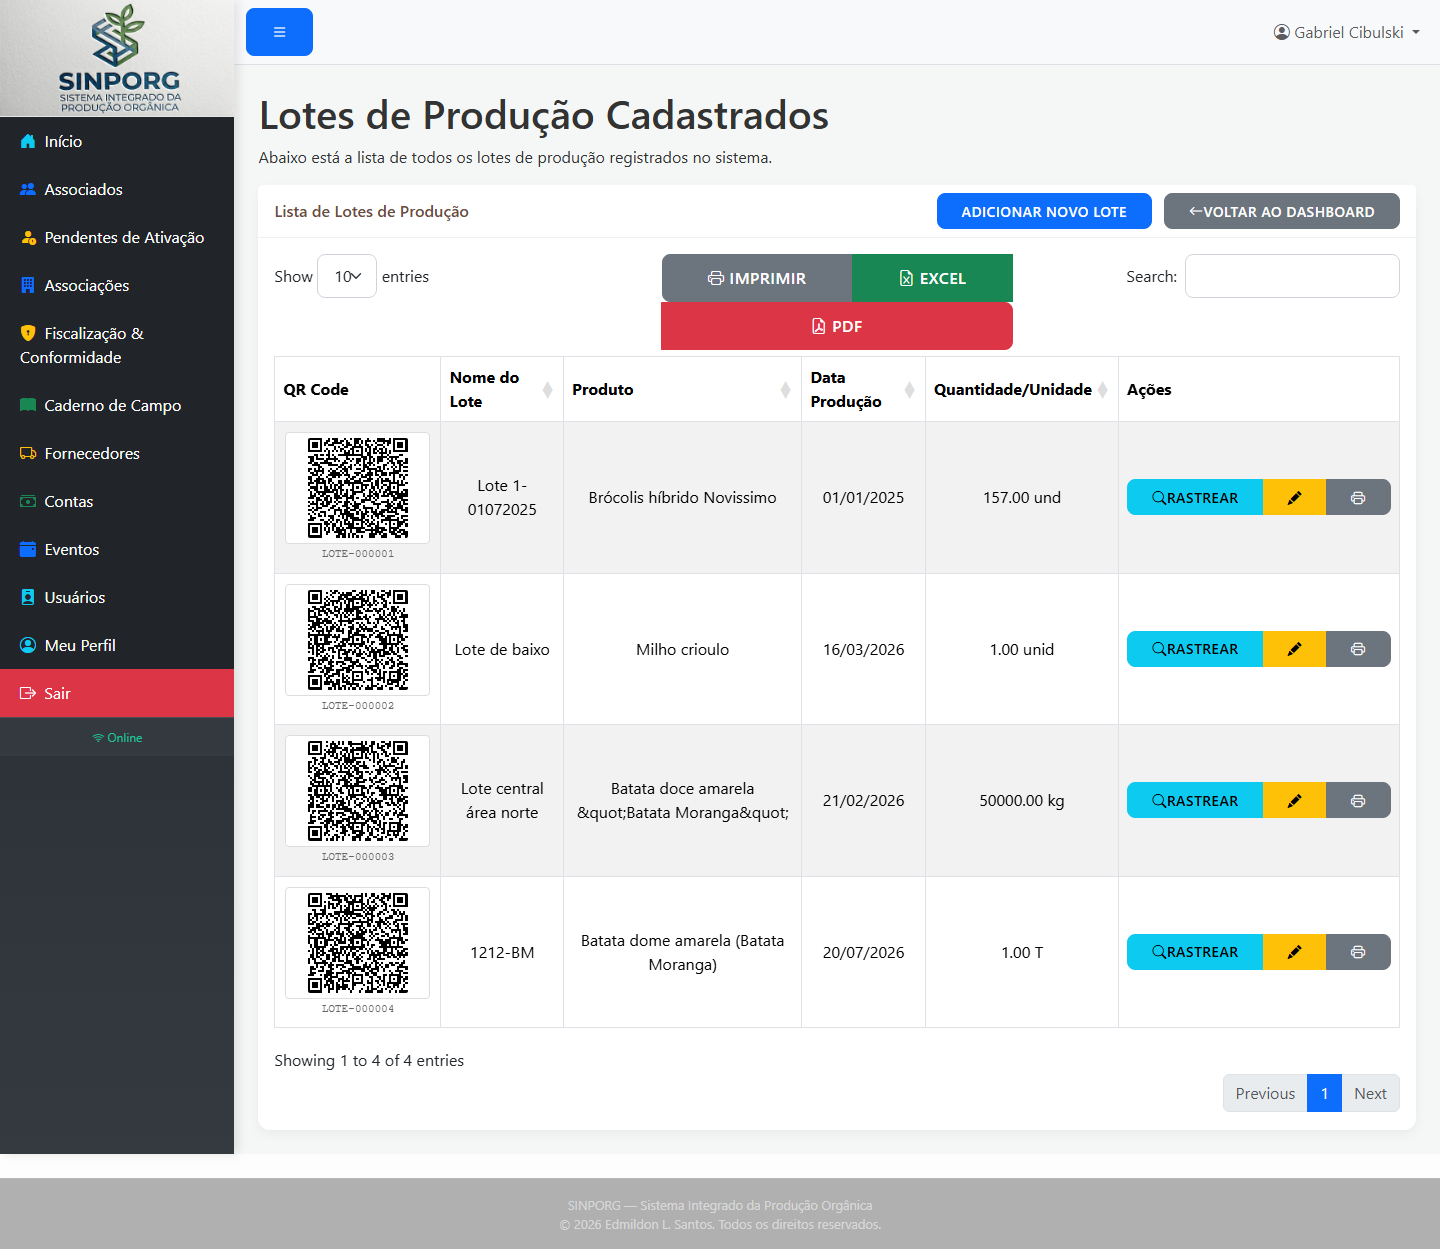 SINPORG
SISTEMA INTEGRADO DA
PRODUÇÃO ORGÂNICA
Gabriel Cibulski
Início
Associados
Pendentes de Ativação
Associações
Fiscalização &
Conformidade
Caderno de Campo
Fornecedores
Contas
Eventos
Usuários
Meu Perfil
Sair
Online
Lotes de Produção Cadastrados
Abaixo está a lista de todos os lotes de produção registrados no sistema.
Lista de Lotes de Produção
ADICIONAR NOVO LOTE
VOLTAR AO DASHBOARD
Show 10 entries
IMPRIMIR
EXCEL
PDF
Search:
QR Code
Nome do
Lote
Produto
Data
Produção
Quantidade/Unidade
Ações
LOTE-000001
Lote 1-
01072025
Brócolis híbrido Novissimo
01/01/2025
157.00 und
RASTREAR
LOTE-000002
Lote de baixo
Milho crioulo
16/03/2026
1.00 unid
RASTREAR
LOTE-000003
Lote central
área norte
Batata doce amarela
&quot;Batata Moranga&quot;
21/02/2026
50000.00 kg
RASTREAR
LOTE-000004
1212-BM
Batata dome amarela (Batata
Moranga)
20/07/2026
1.00 T
RASTREAR
Showing 1 to 4 of 4 entries
Previous 1 Next
SINPORG — Sistema Integrado da Produção Orgânica
© 2026 Edmildon L. Santos. Todos os direitos reservados.